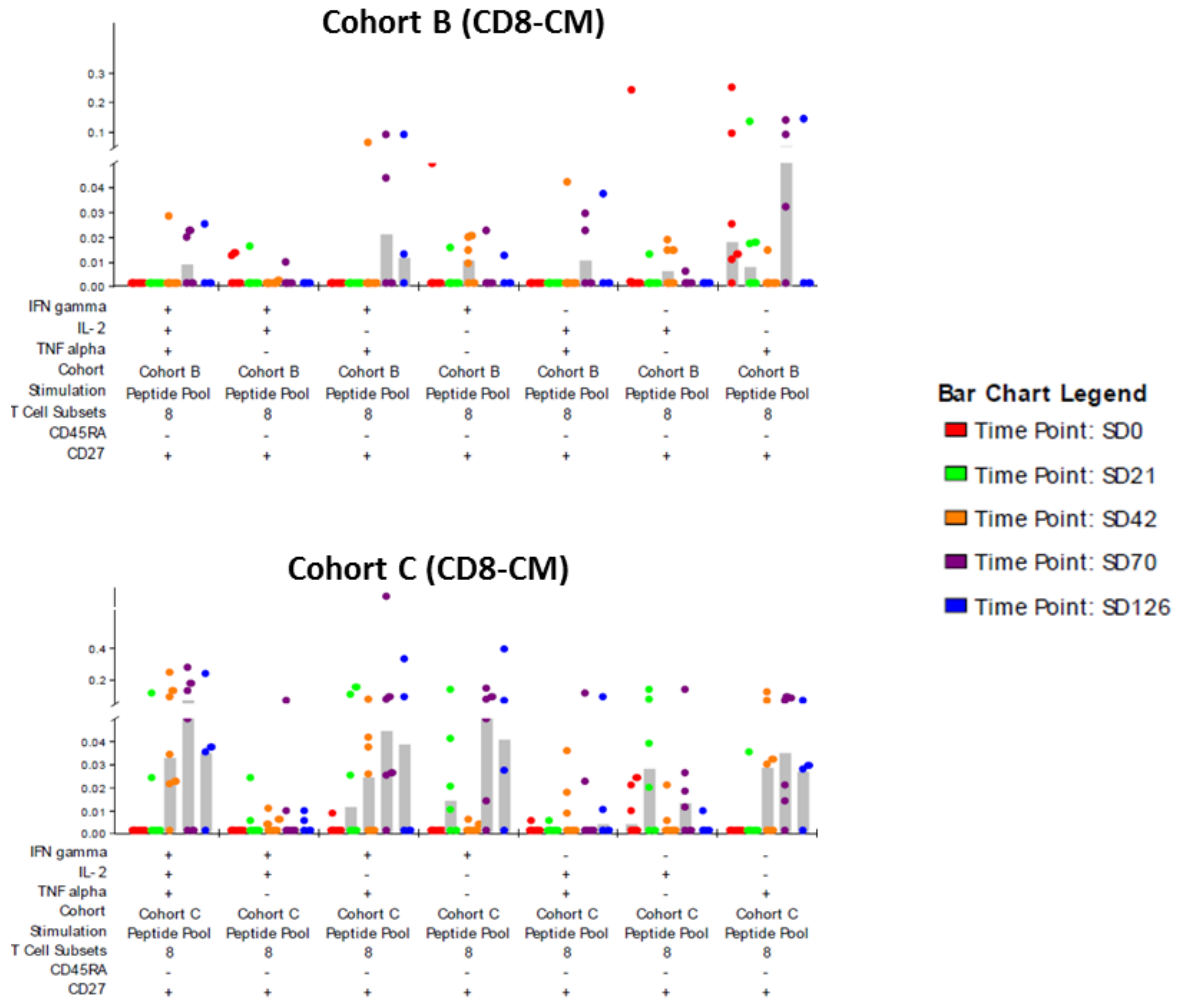 Cohort B (CD8-CM)
0.3
0.2
0.1
0.04
0.03
0.02
0.01
0.00
IFN gamma + + + + - - -
IL- 2 + + - - + + -
TNF alpha + - + - + - +
Cohort Cohort B Cohort B Cohort B Cohort B Cohort B Cohort B Cohort B
Stimulation Peptide Pool Peptide Pool Peptide Pool Peptide Pool Peptide Pool Peptide Pool Peptide Pool
T Cell Subsets 8 8 8 8 8 8 8
CD45RA - - - - - - -
CD27 + + + + + + +
Bar Chart Legend
Time Point: SD0
Time Point: SD21
Time Point: SD42
Time Point: SD70
Time Point: SD126
Cohort C (CD8-CM)
0.4
0.2
0.04
0.03
0.02
0.01
0.00
IFN gamma + + + + - - -
IL- 2 + + - - + + -
TNF alpha + - + - + - +
Cohort Cohort C Cohort C Cohort C Cohort C Cohort C Cohort C Cohort C
Stimulation Peptide Pool Peptide Pool Peptide Pool Peptide Pool Peptide Pool Peptide Pool Peptide Pool
T Cell Subsets 8 8 8 8 8 8 8
CD45RA - - - - - - -
CD27 + + + + + + +